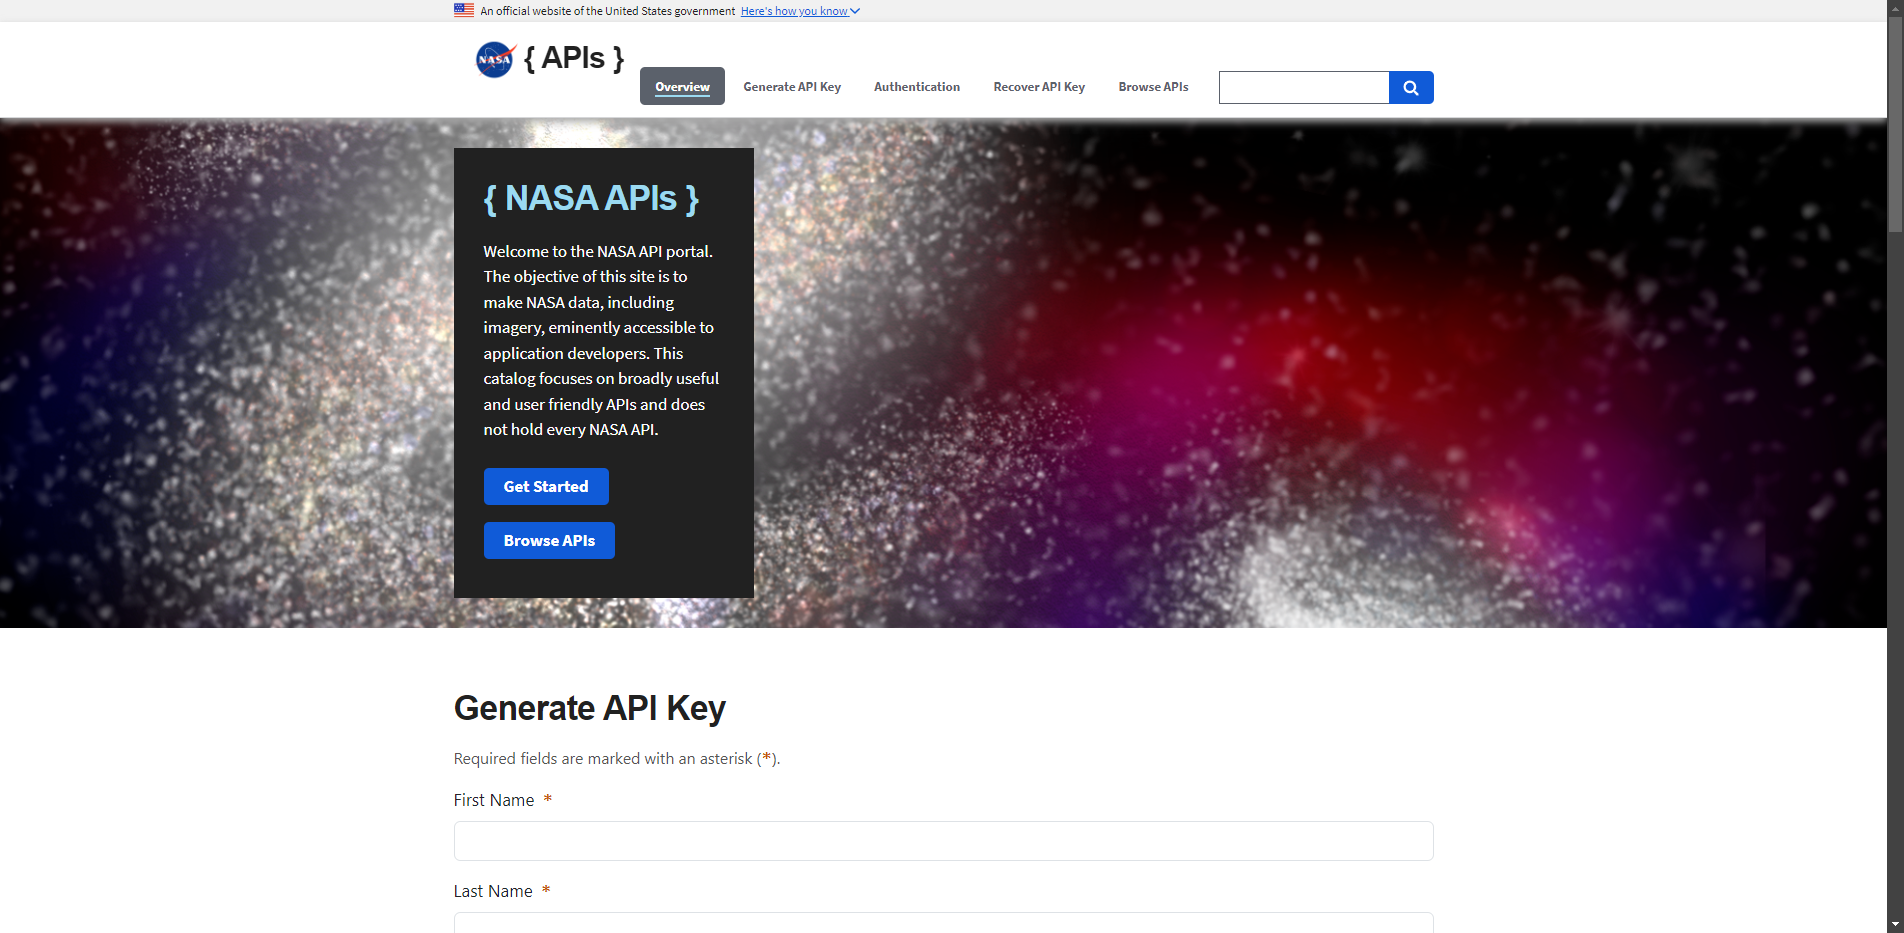 An official website of the United States government Here's how you know
NASA { APIs }
Overview Generate API Key Authentication Recover API Key Browse APIs
{ NASA APIs }
Welcome to the NASA API portal.
The objective of this site is to
make NASA data, including
imagery, eminently accessible to
application developers. This
catalog focuses on broadly useful
and user friendly APIs and does
not hold every NASA API.
Get Started
Browse APIs
Generate API Key
Required fields are marked with an asterisk (*).
First Name *
Last Name *